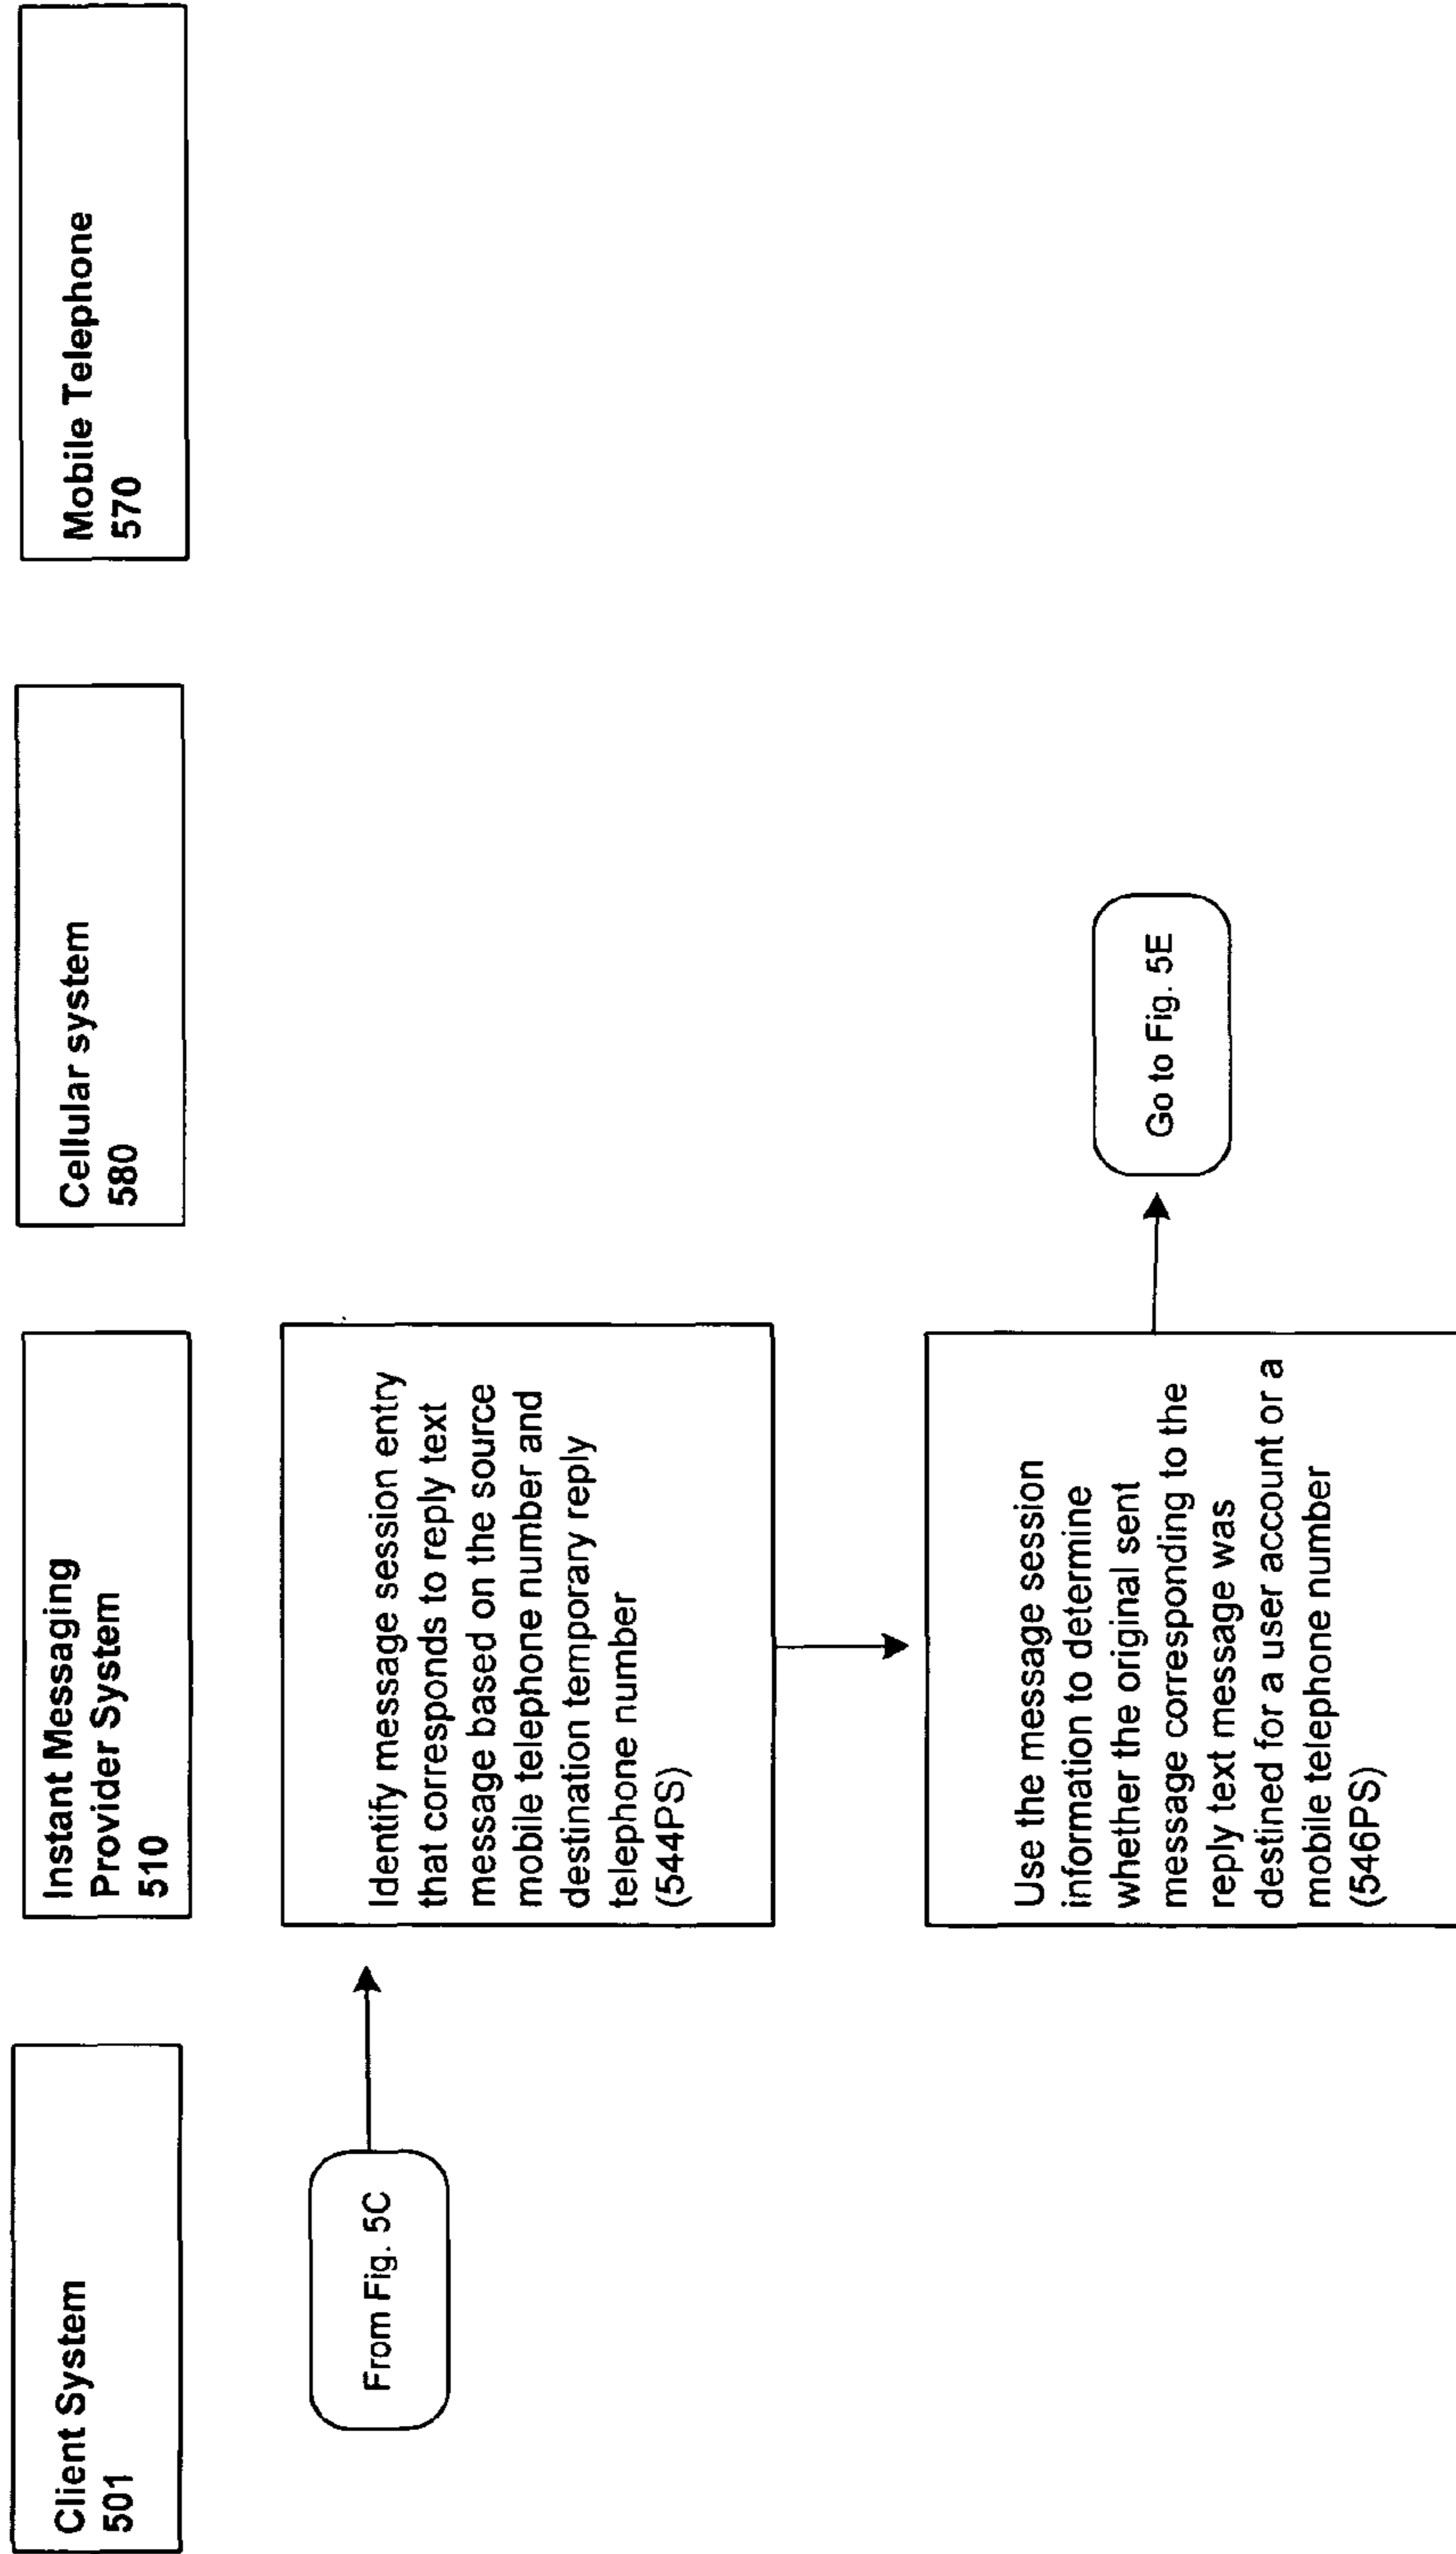 Client System
501
Instant Messaging
Provider System
510
Cellular system
580
Mobile Telephone
570
From Fig. 5C
Identify message session entry
that corresponds to reply text
message based on the source
mobile telephone number and
destination temporary reply
telephone number
(544PS)
Use the message session
information to determine
whether the original sent
message corresponding to the
reply text message was
destined for a user account or a
mobile telephone number
(546PS)
Go to Fig. 5E